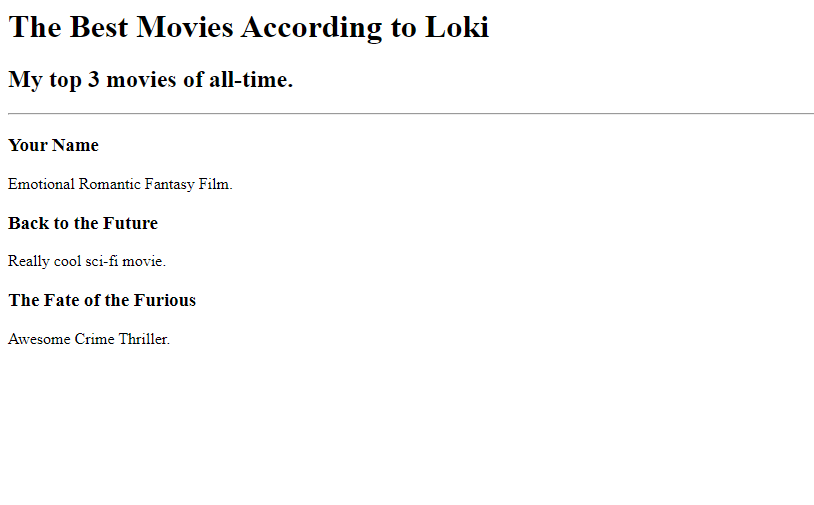 The Best Movies According to Loki
My top 3 movies of all-time.
Your Name
Emotional Romantic Fantasy Film.
Back to the Future
Really cool sci-fi movie.
The Fate of the Furious
Awesome Crime Thriller.